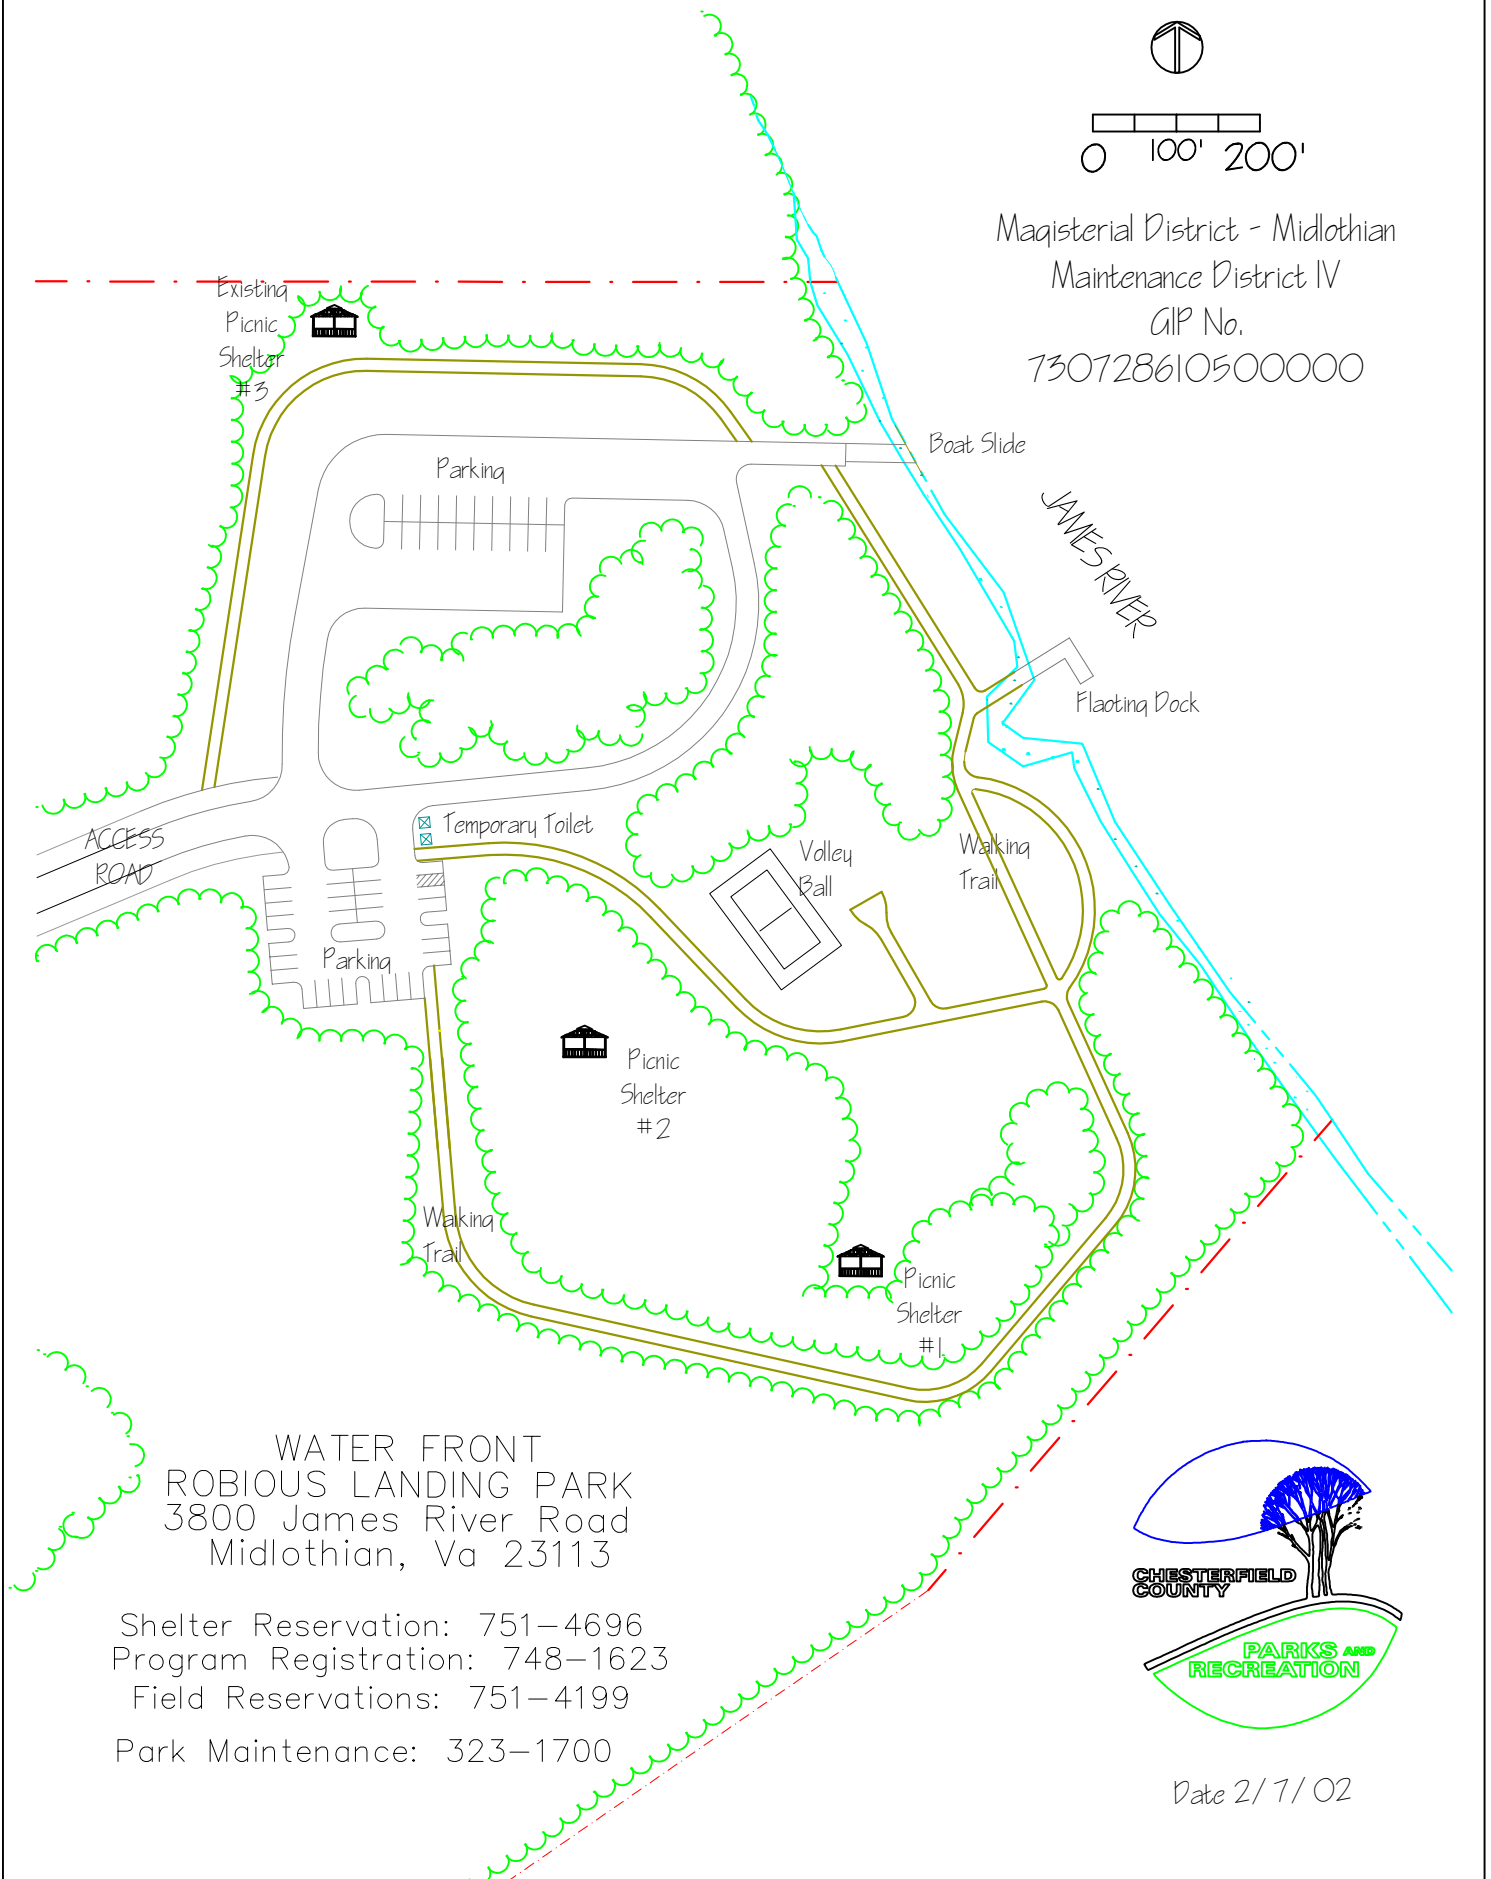 0 100' 200'
Magisterial District - Midlothian
Maintenance District IV
GIP No.
730728610500000
Existing
Picnic
Shelter
#3
Boat Slide
Parking
JAMES RIVER
Flaoting Dock
ACCESS
ROAD
Temporary Toilet
Volley
Ball
Walking
Trail
Parking
Picnic
Shelter
#2
Walking
Trail
Picnic
Shelter
#1
WATER FRONT
ROBIOUS LANDING PARK
3800 James River Road
Midlothian, Va 23113
Shelter Reservation: 751-4696
Program Registration: 748-1623
Field Reservations: 751-4199
Park Maintenance: 323-1700
CHESTERFIELD
COUNTY
PARKS AND
RECREATION
Date 2/7/02